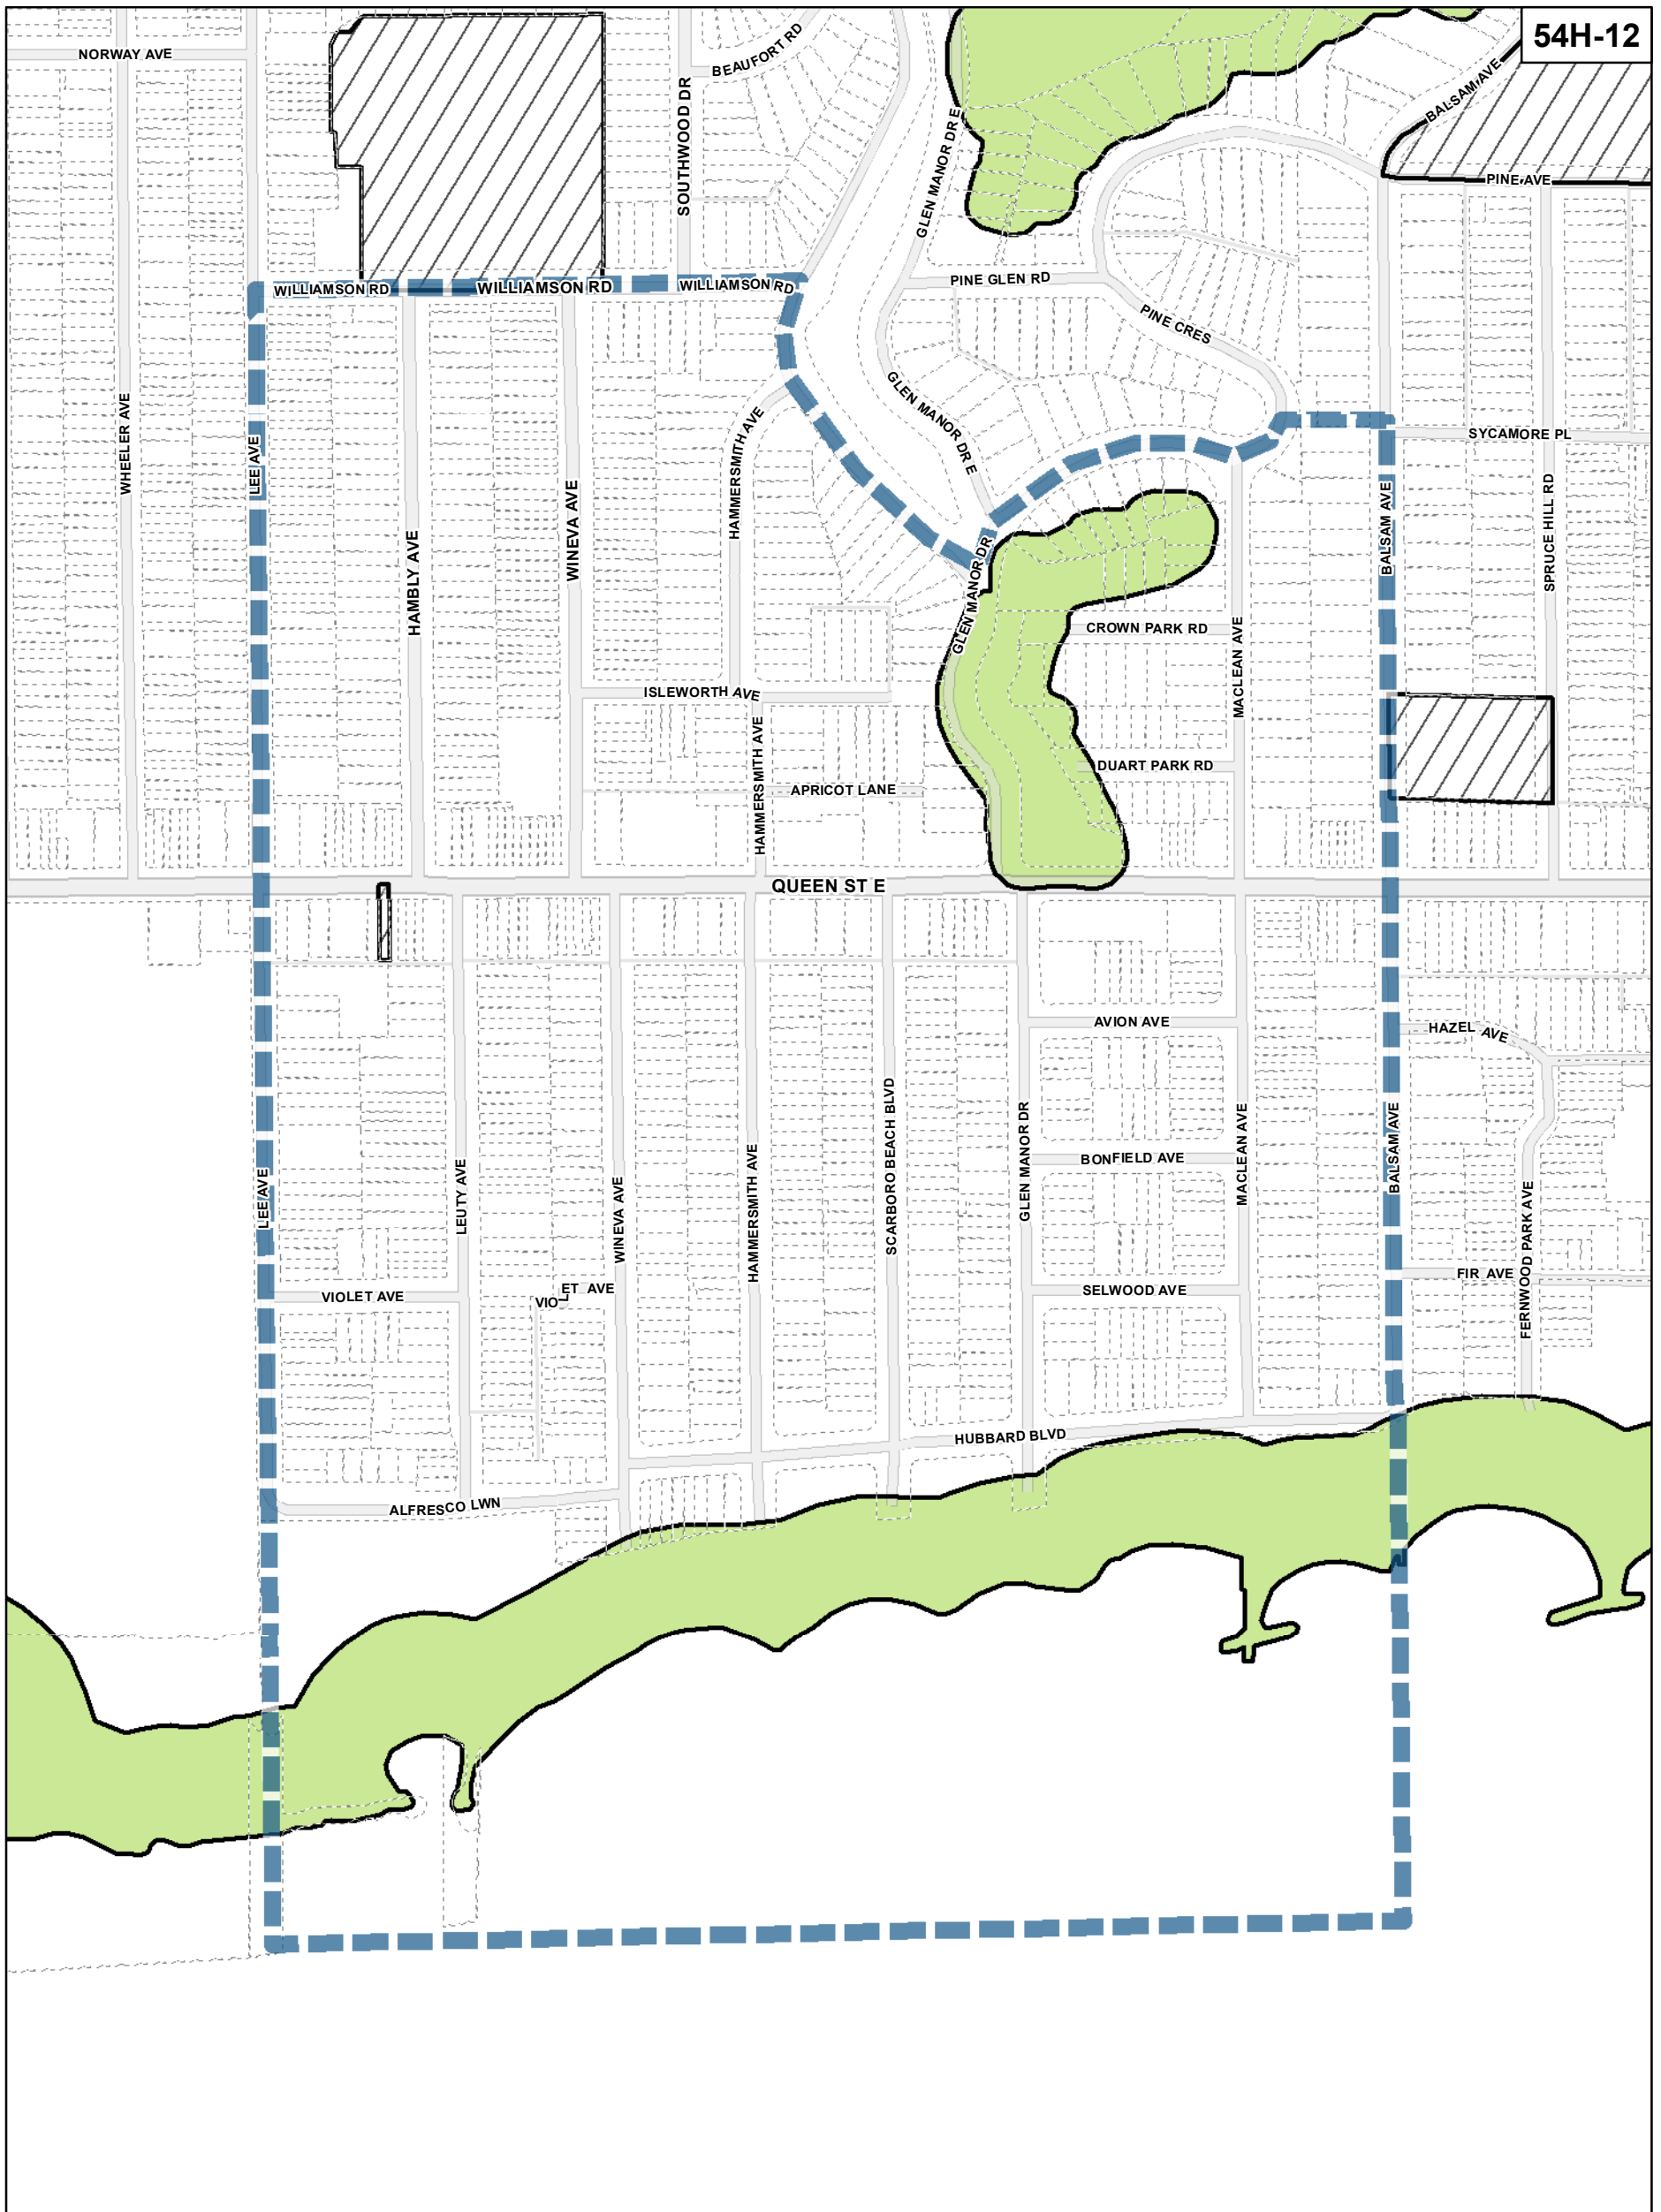 54H-12
NORWAY AVE
BEAUFORT RD
BALSAM AVE
SOUTHWOOD DR
GLEN MANOR DR E
PINE AVE
WILLIAMSON RD
WILLIAMSON RD
WILLIAMSON RD
PINE GLEN RD
PINE CRES
GLEN MANOR DR E
WHEELER AVE
LEE AVE
HAMBLY AVE
WINEVA AVE
HAMMERSMITH AVE
SYCAMORE PL
BALSAM AVE
SPRUCE HILL RD
GLEN MANOR DR
CROWN PARK RD
MACLEAN AVE
ISLEWORTH AVE
HAMMERSMITH AVE
DUART PARK RD
APRICOT LANE
QUEEN ST E
AVION AVE
HAZEL AVE
LEE AVE
LEUTY AVE
WINEVA AVE
HAMMERSMITH AVE
SCARBORO BEACH BLVD
GLEN MANOR DR
BONFIELD AVE
MACLEAN AVE
BALSAM AVE
FERNWOOD PARK AVE
FIR AVE
VIOLET AVE
VIOLET AVE
SELWOOD AVE
HUBBARD BLVD
ALFRESCO LWN